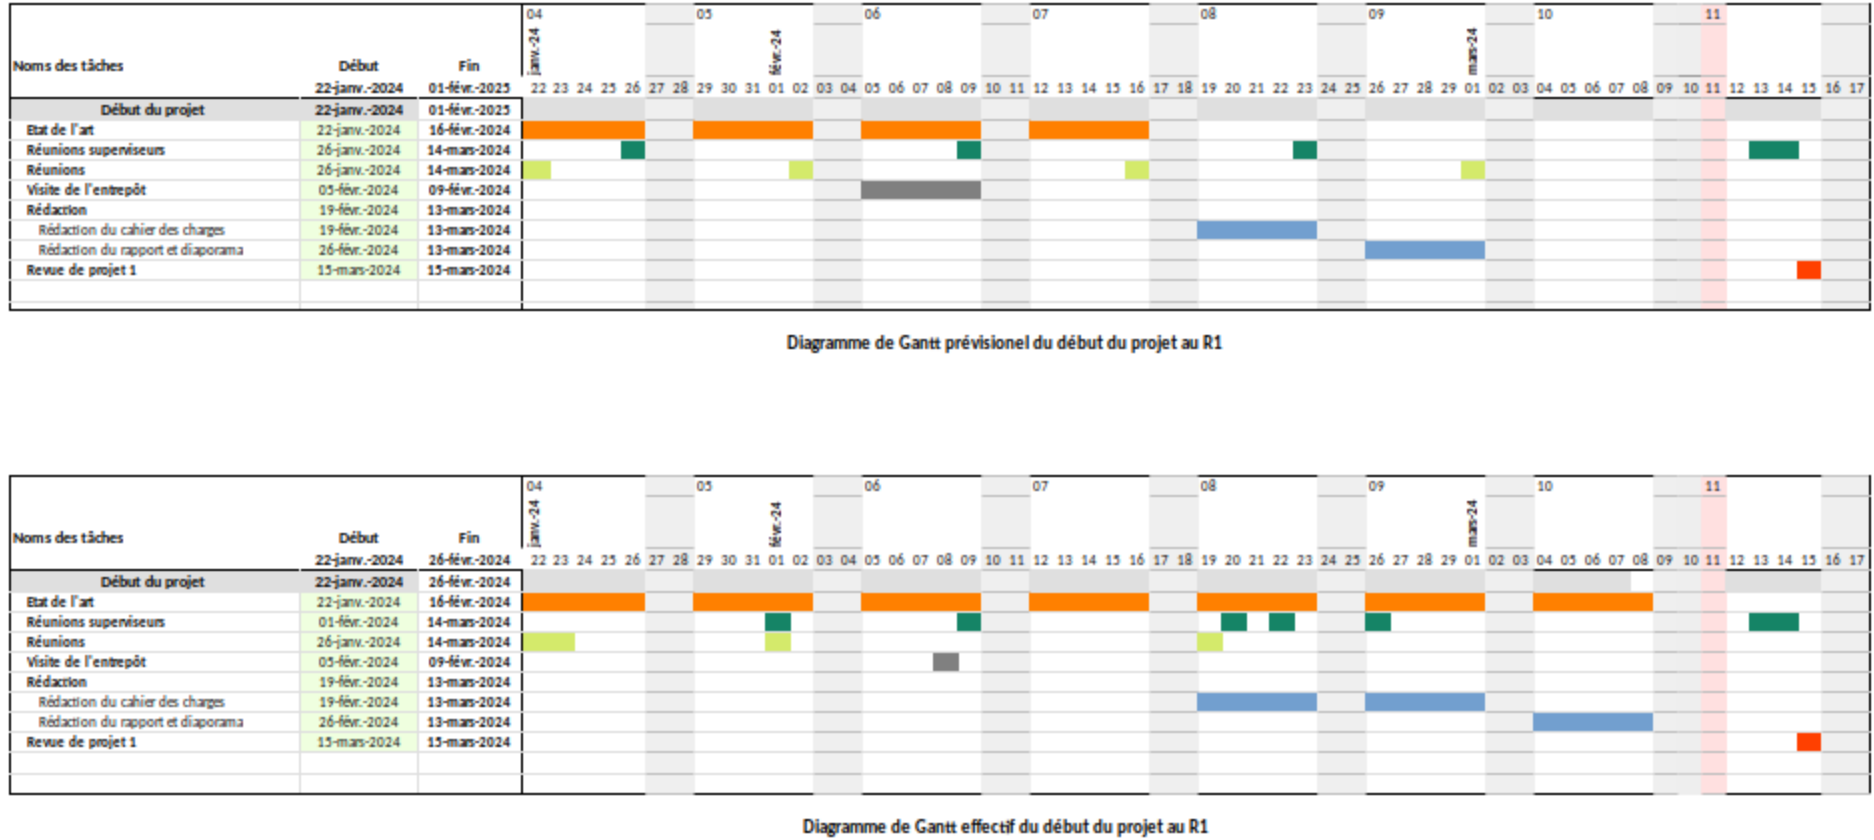 04 05 06 07 08 09 10 11
janv.-24 févr.-24 mars-24
Noms des tâches Début Fin
22-janv.-2024 01-févr.-2025 22 23 24 25 26 27 28 29 30 31 01 02 03 04 05 06 07 08 09 10 11 12 13 14 15 16 17 18 19 20 21 22 23 24 25 26 27 28 29 01 02 03 04 05 06 07 08 09 10 11 12 13 14 15 16 17
Début du projet 22-janv.-2024 01-févr.-2025
Etat de l'art 22-janv.-2024 16-févr.-2024
Réunions superviseurs 26-janv.-2024 14-mars-2024
Réunions 26-janv.-2024 14-mars-2024
Visite de l'entrepôt 05-févr.-2024 09-févr.-2024
Rédaction 19-févr.-2024 13-mars-2024
Rédaction du cahier des charges 19-févr.-2024 13-mars-2024
Rédaction du rapport et diaporama 26-févr.-2024 13-mars-2024
Revue de projet 1 15-mars-2024 15-mars-2024
Diagramme de Gantt prévisionel du début du projet au R1
04 05 06 07 08 09 10 11
janv.-24 févr.-24 mars-24
Noms des tâches Début Fin
22-janv.-2024 26-févr.-2024 22 23 24 25 26 27 28 29 30 31 01 02 03 04 05 06 07 08 09 10 11 12 13 14 15 16 17 18 19 20 21 22 23 24 25 26 27 28 29 01 02 03 04 05 06 07 08 09 10 11 12 13 14 15 16 17
Début du projet 22-janv.-2024 26-févr.-2024
Etat de l'art 22-janv.-2024 16-févr.-2024
Réunions superviseurs 01-févr.-2024 14-mars-2024
Réunions 26-janv.-2024 14-mars-2024
Visite de l'entrepôt 05-févr.-2024 09-févr.-2024
Rédaction 19-févr.-2024 13-mars-2024
Rédaction du cahier des charges 19-févr.-2024 13-mars-2024
Rédaction du rapport et diaporama 26-févr.-2024 13-mars-2024
Revue de projet 1 15-mars-2024 15-mars-2024
Diagramme de Gantt effectif du début du projet au R1